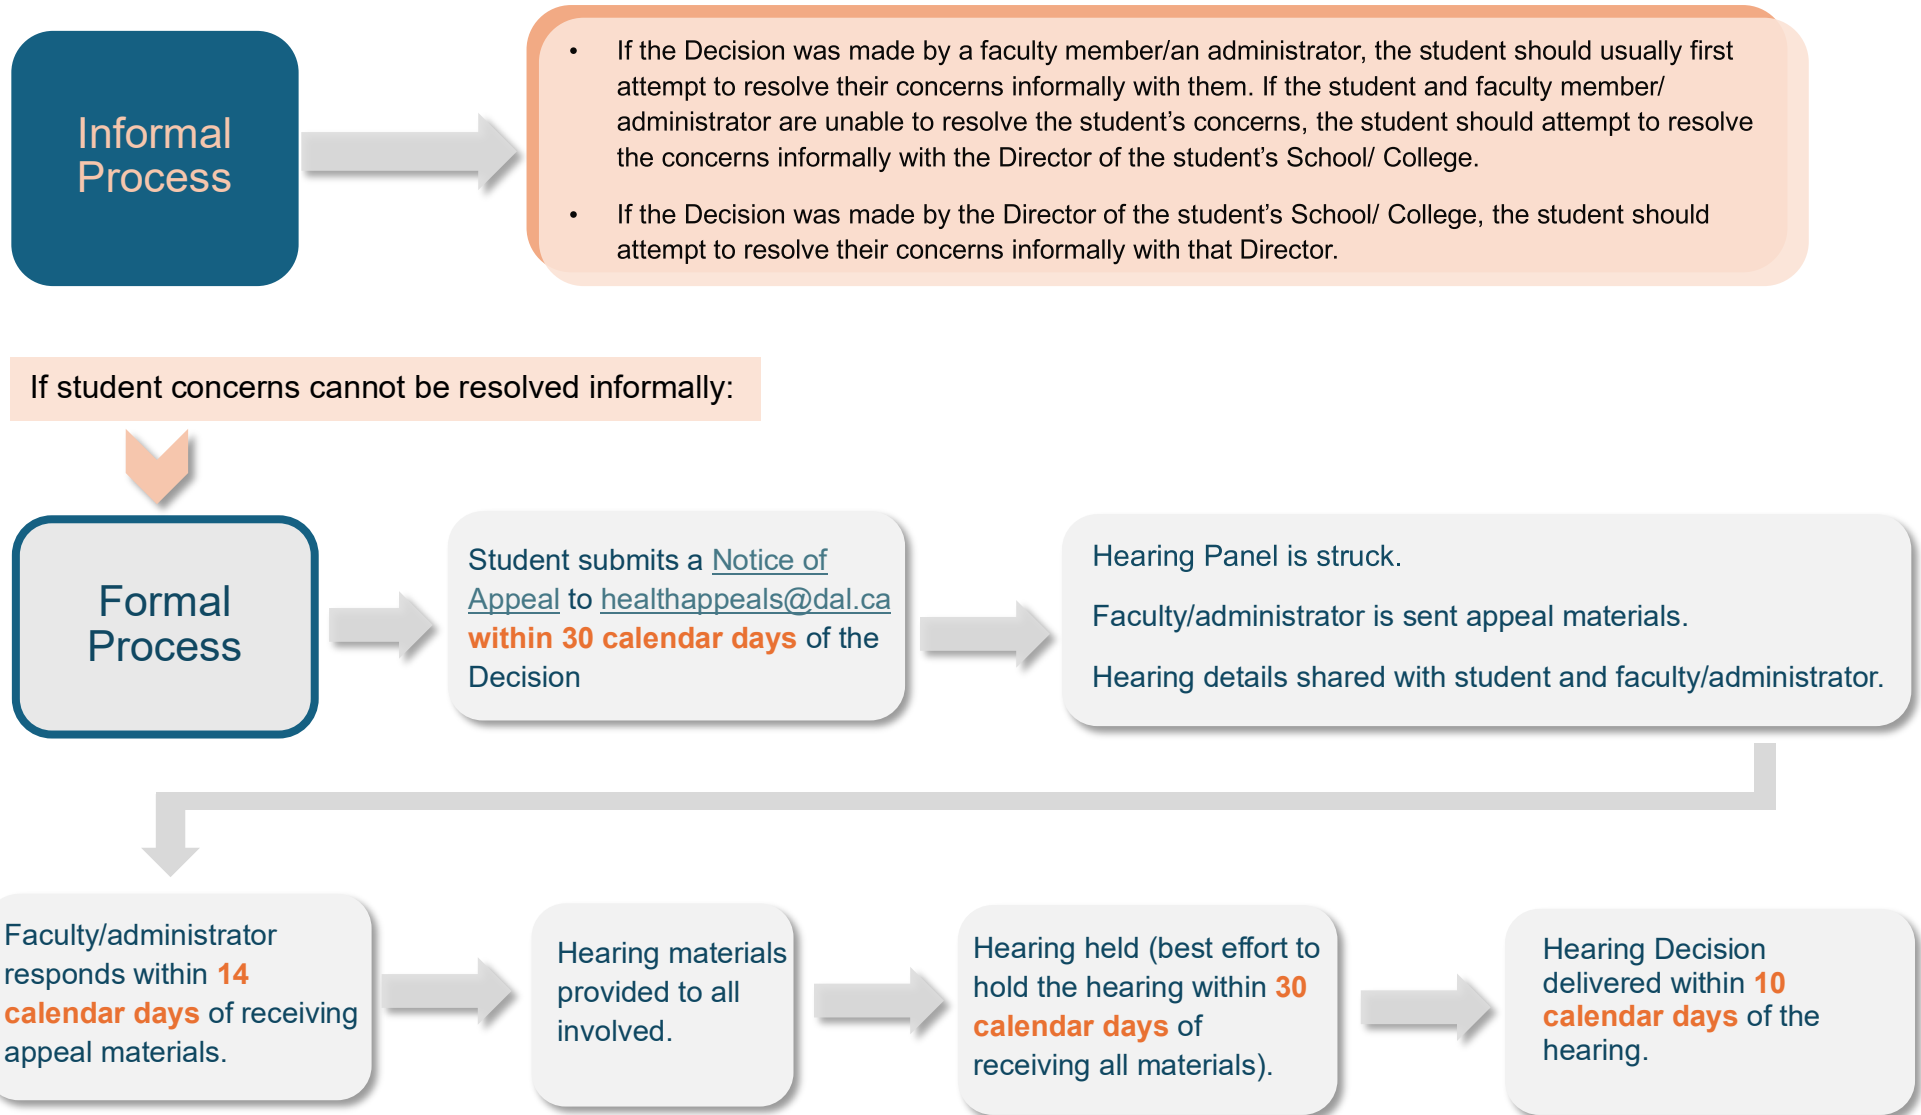 Informal
Process
• If the Decision was made by a faculty member/an administrator, the student should usually first
attempt to resolve their concerns informally with them. If the student and faculty member/
administrator are unable to resolve the student's concerns, the student should attempt to resolve
the concerns informally with the Director of the student's School/ College.
• If the Decision was made by the Director of the student's School/ College, the student should
attempt to resolve their concerns informally with that Director.
If student concerns cannot be resolved informally:
Formal
Process
Student submits a Notice of
Appeal to healthappeals@dal.ca
within 30 calendar days of the
Decision
Hearing Panel is struck.
Faculty/administrator is sent appeal materials.
Hearing details shared with student and faculty/administrator.
Faculty/administrator
responds within 14
calendar days of receiving
appeal materials.
Hearing materials
provided to all
involved.
Hearing held (best effort to
hold the hearing within 30
calendar days of
receiving all materials).
Hearing Decision
delivered within 10
calendar days of the
hearing.